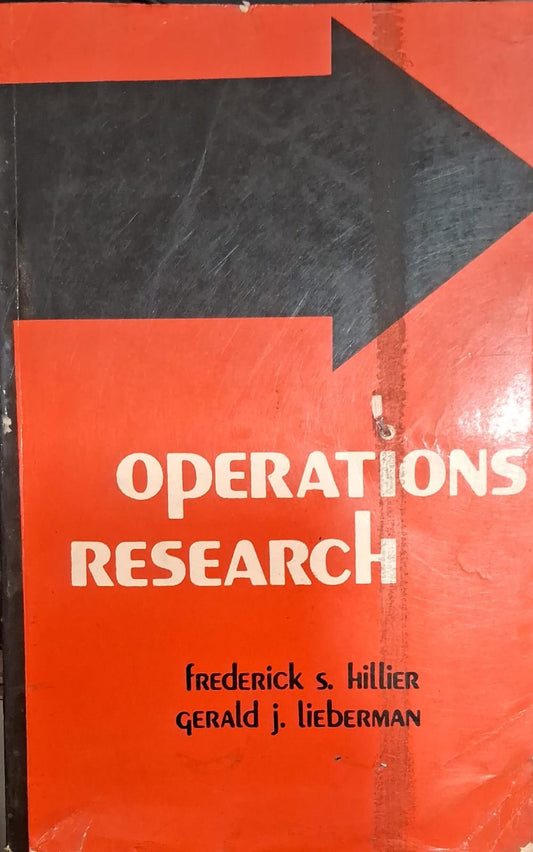 OPERATIONS
RESEARCH
frederick s. hillier
gerald j. lieberman